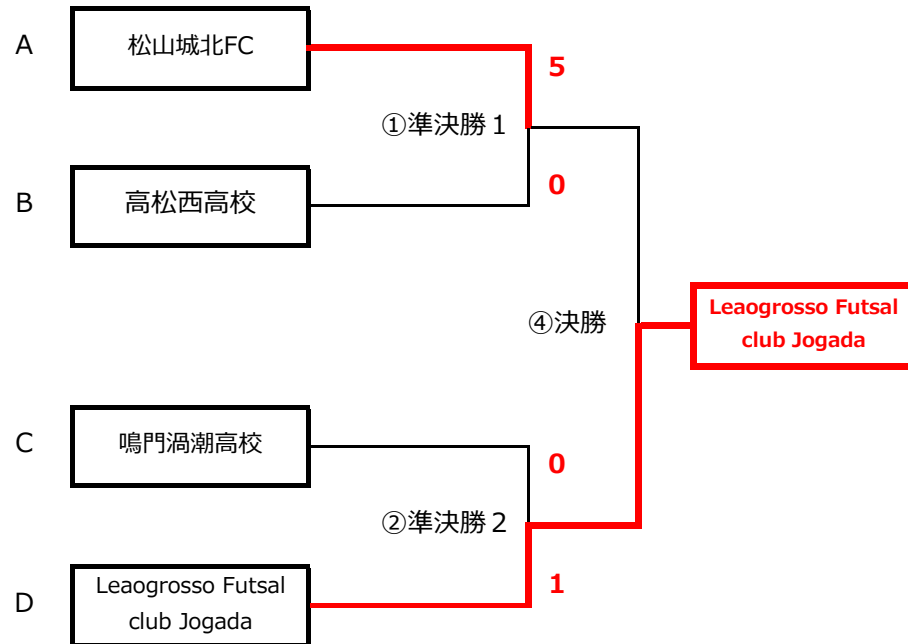 A
松山城北FC
5
①準決勝１
B
高松西高校
0
④決勝
Leaogrosso Futsal
club Jogada
C
鳴門渦潮高校
0
②準決勝２
D
Leaogrosso Futsal
club Jogada
1